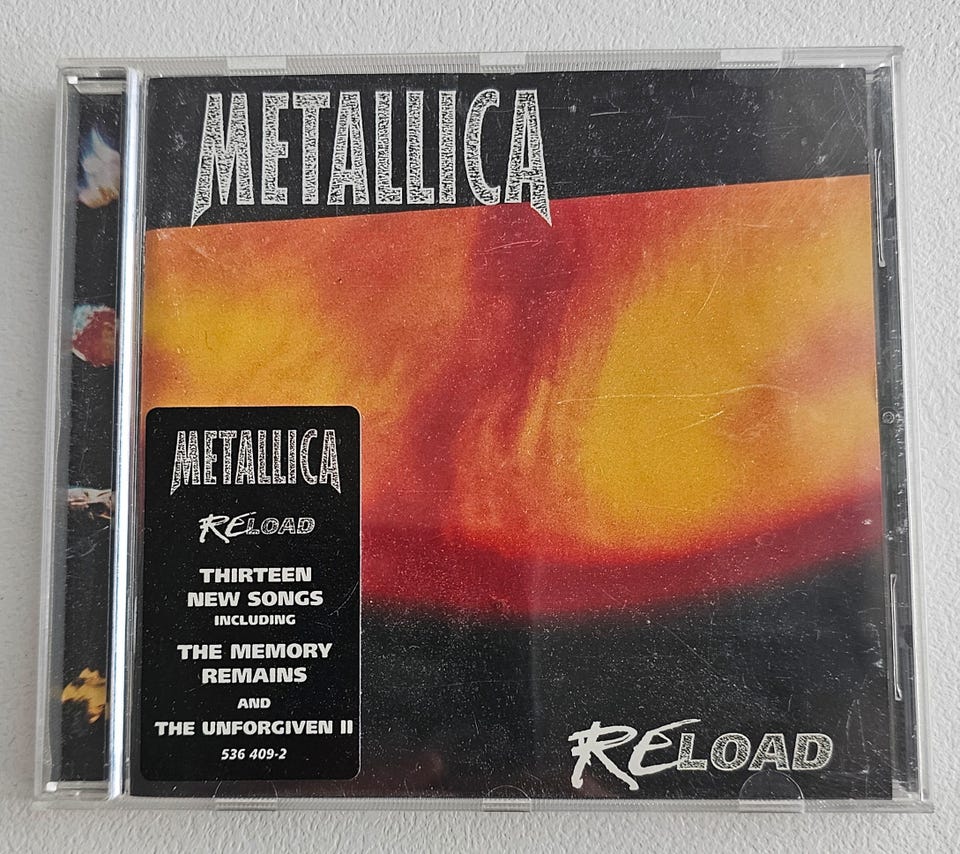 METALLICA
METALLICA
RELOAD
THIRTEEN
NEW SONGS
INCLUDING
THE MEMORY
REMAINS
AND
THE UNFORGIVEN II
536 409-2
RELOAD